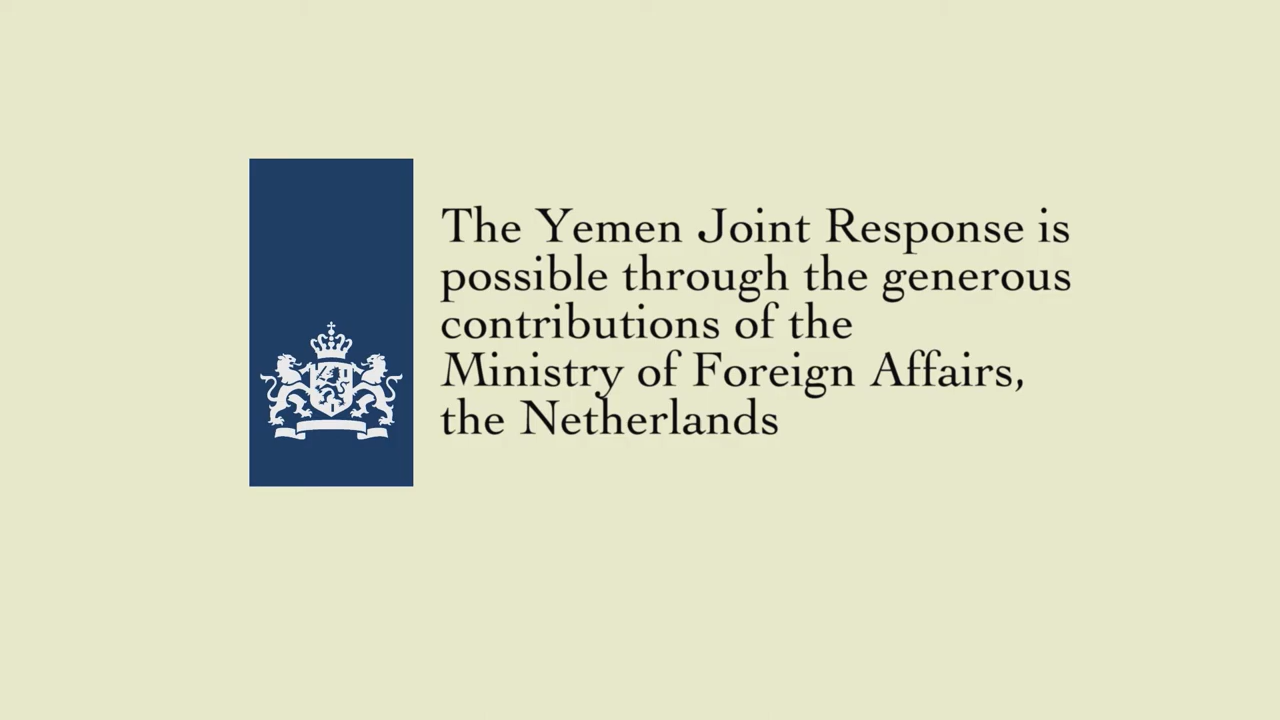 The Yemen Joint Response is
possible through the generous
contributions of the
Ministry of Foreign Affairs,
the Netherlands